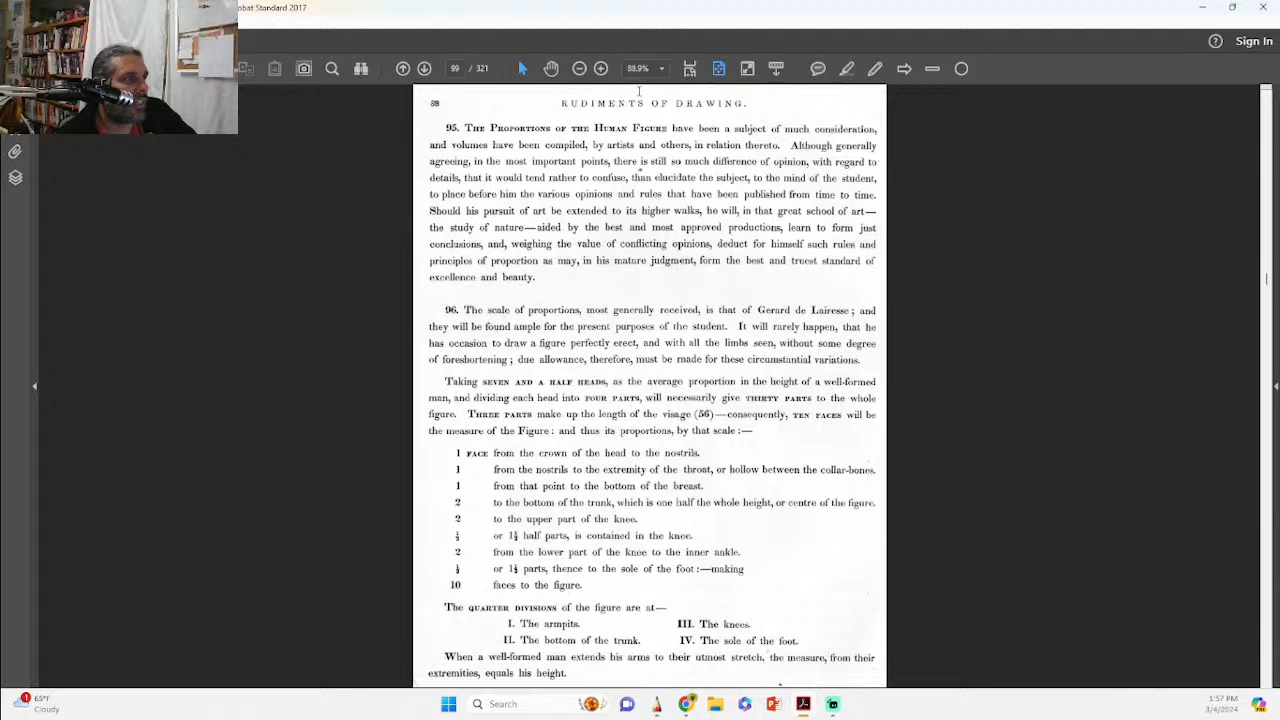 obat Standard 2017
Sign In
99 / 321
88.9%
58
RUDIMENTS OF DRAWING.
95. The Proportions of the Human Figure have been a subject of much consideration,
and volumes have been compiled, by artists and others, in relation thereto. Although generally
agreeing, in the most important points, there is still so much difference of opinion, with regard to
details, that it would tend rather to confuse, than elucidate the subject, to the mind of the student,
to place before him the various opinions and rules that have been published from time to time.
Should his pursuit of art be extended to its higher walks, he will, in that great school of art—
the study of nature—aided by the best and most approved productions, learn to form just
conclusions, and, weighing the value of conflicting opinions, deduct for himself such rules and
principles of proportion as may, in his mature judgment, form the best and truest standard of
excellence and beauty.
96. The scale of proportions, most generally received, is that of Gerard de Lairesse; and
they will be found ample for the present purposes of the student. It will rarely happen, that he
has occasion to draw a figure perfectly erect, and with all the limbs seen, without some degree
of foreshortening; due allowance, therefore, must be made for these circumstantial variations.
Taking seven and a half heads, as the average proportion in the height of a well-formed
man, and dividing each head into four parts, will necessarily give thirty parts to the whole
figure. Three parts make up the length of the visage (56)—consequently, ten faces will be
the measure of the Figure: and thus its proportions, by that scale:—
1 face from the crown of the head to the nostrils.
1 from the nostrils to the extremity of the throat, or hollow between the collar-bones.
1 from that point to the bottom of the breast.
2 to the bottom of the trunk, which is one half the whole height, or centre of the figure.
2 to the upper part of the knee.
½ or 1½ half parts, is contained in the knee.
2 from the lower part of the knee to the inner ankle.
½ or 1½ parts, thence to the sole of the foot:—making
10 faces to the figure.
The quarter divisions of the figure are at—
I. The armpits. III. The knees.
II. The bottom of the trunk. IV. The sole of the foot.
When a well-formed man extends his arms to their utmost stretch, the measure, from their
extremities, equals his height.
1
65°F
Cloudy
Search
1:57 PM
3/4/2024